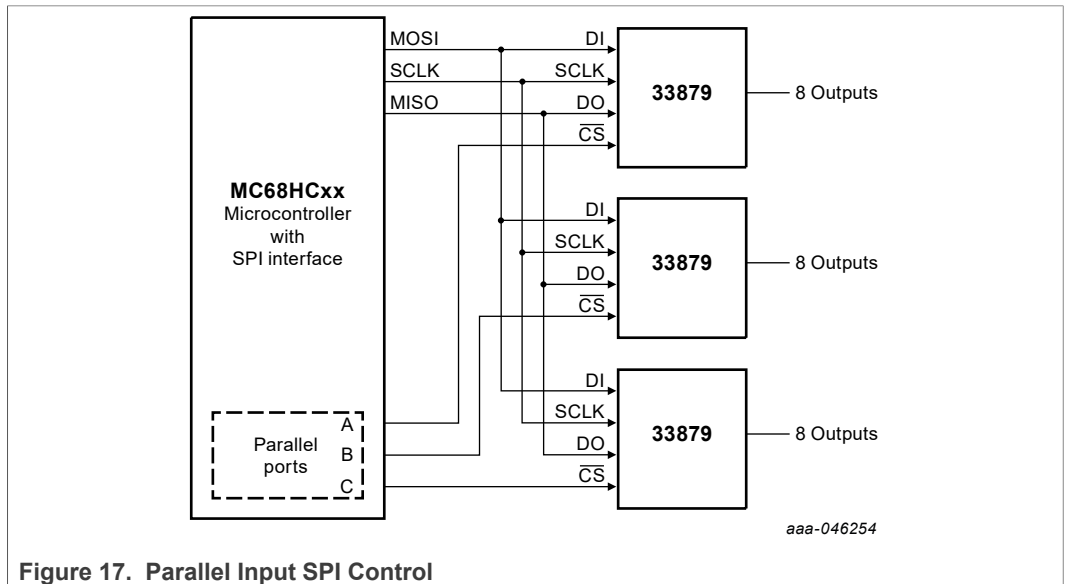 MOSI
SCLK
MISO
MC68HCxx
Microcontroller
with
SPI interface
Parallel
ports
A
B
C
DI
SCLK
DO
CS
33879
8 Outputs
DI
SCLK
DO
CS
33879
8 Outputs
DI
SCLK
DO
CS
33879
8 Outputs
aaa-046254
Figure 17. Parallel Input SPI Control